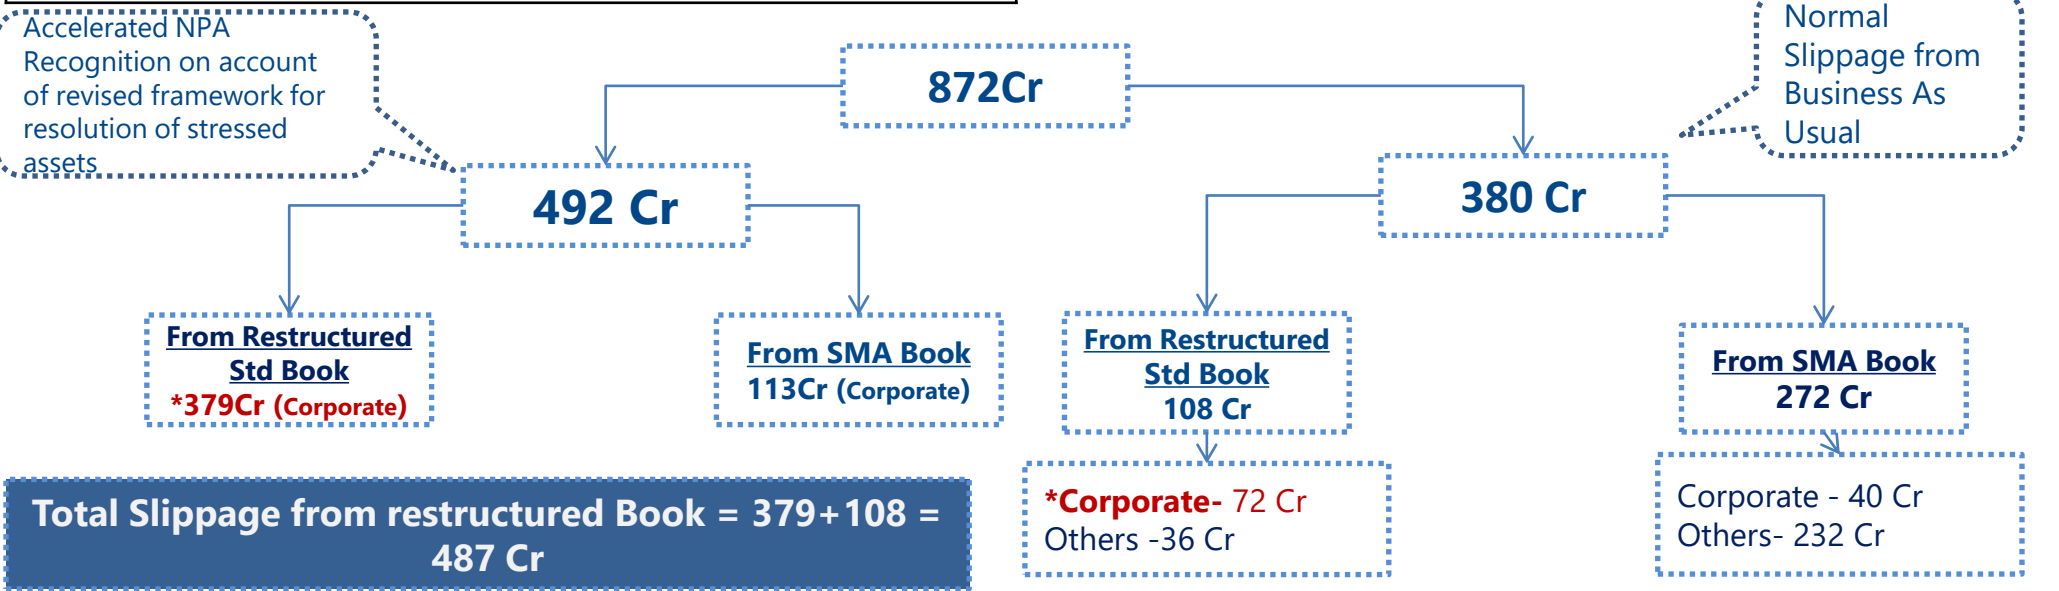 Accelerated NPA
Recognition on account
of revised framework for
resolution of stressed
assets
Normal
Slippage from
Business As
Usual
872Cr
492 Cr
380 Cr
From Restructured
Std Book
*379Cr (Corporate)
From SMA Book
113Cr (Corporate)
From Restructured
Std Book
108 Cr
From SMA Book
272 Cr
*Corporate- 72 Cr
Others -36 Cr
Corporate - 40 Cr
Others- 232 Cr
Total Slippage from restructured Book = 379+108 =
487 Cr